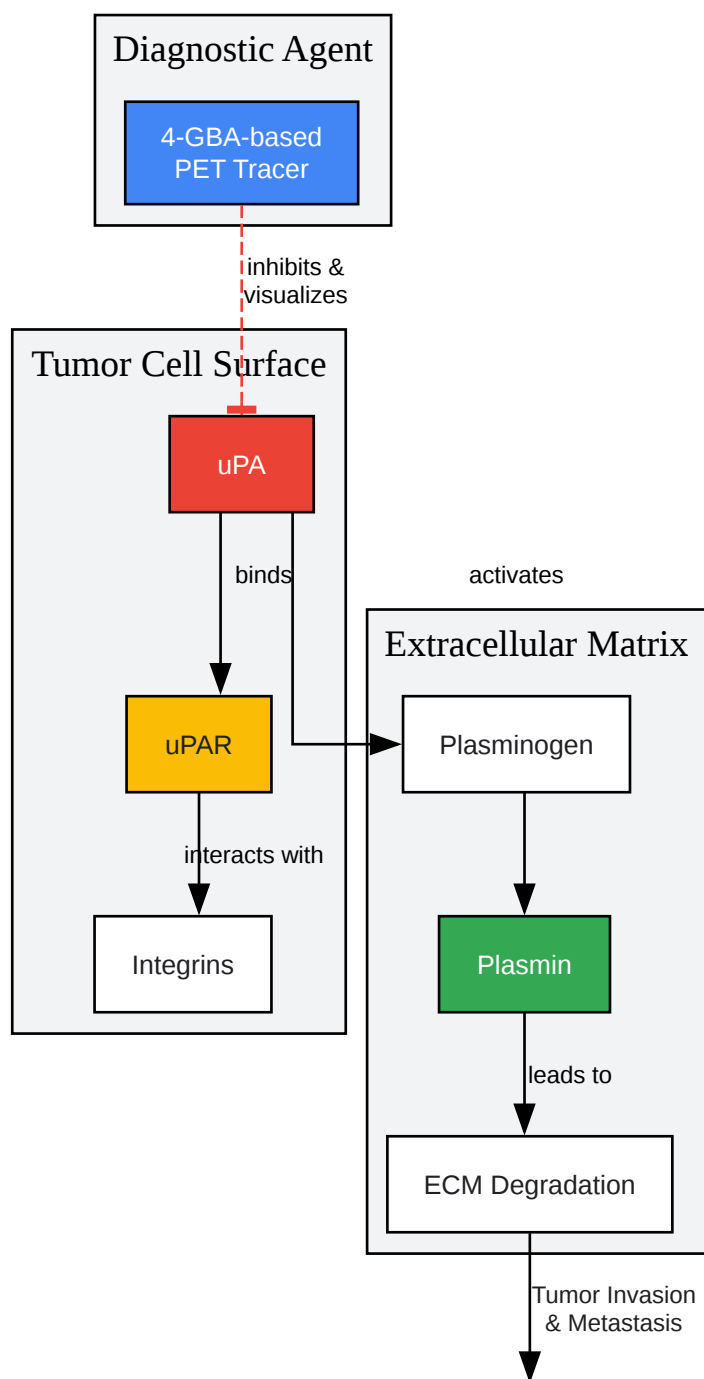 Diagnostic Agent
4-GBA-based
PET Tracer
inhibits &
visualizes
Tumor Cell Surface
uPA
binds
activates
Extracellular Matrix
uPAR
Plasminogen
interacts with
Integrins
Plasmin
leads to
ECM Degradation
Tumor Invasion
& Metastasis